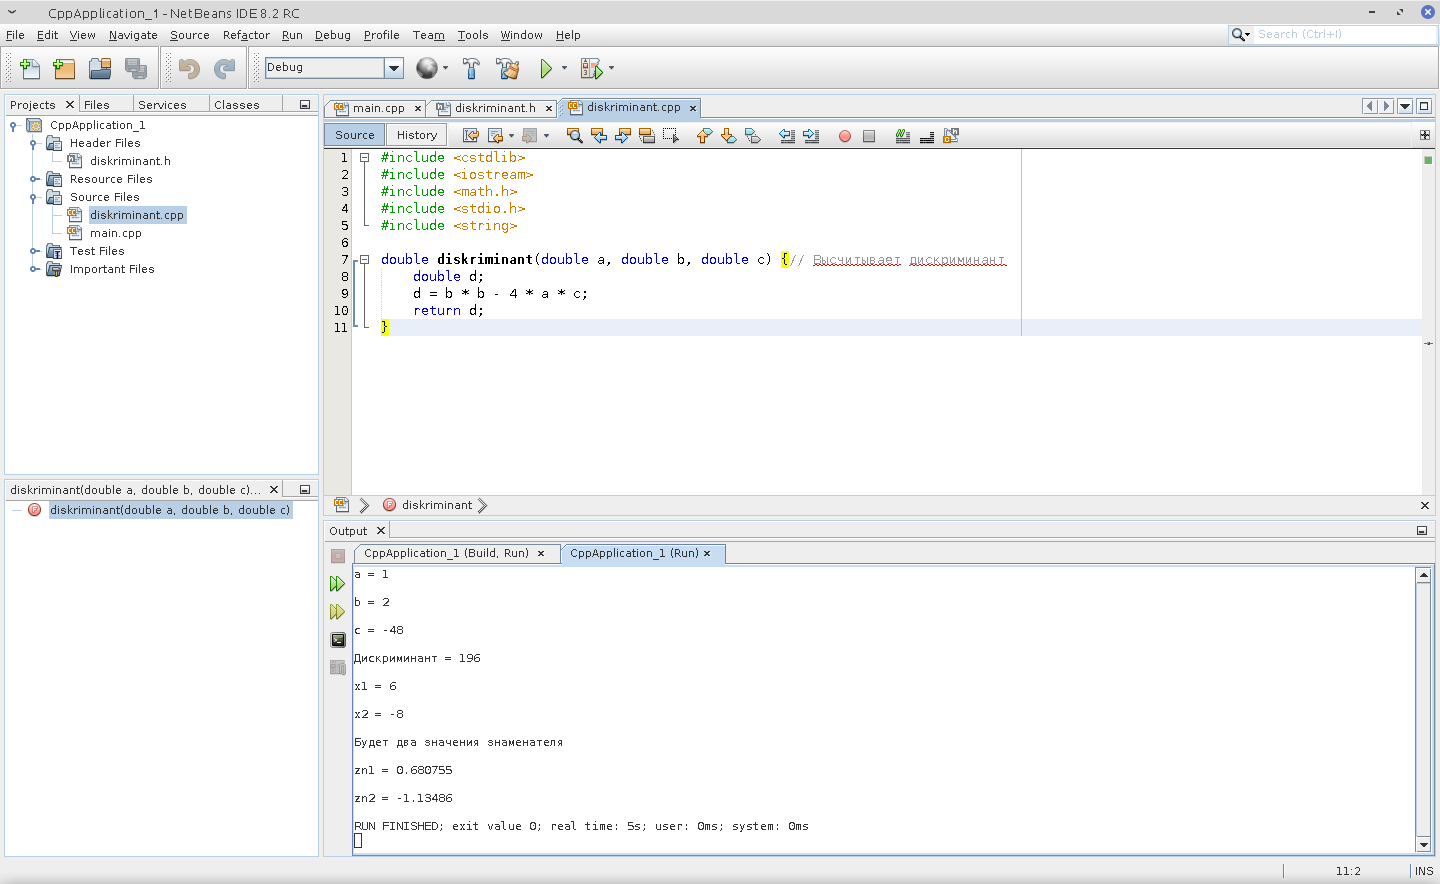 CppApplication_1 - NetBeans IDE 8.2 RC
File Edit View Navigate Source Refactor Run Debug Profile Team Tools Window Help
Search (Ctrl+I)
Debug
Projects Files Services Classes
CppApplication_1
Header Files
diskriminant.h
Resource Files
Source Files
diskriminant.cpp
main.cpp
Test Files
Important Files
diskriminant(double a, double b, double c)...
diskriminant(double a, double b, double c)
main.cpp diskriminant.h diskriminant.cpp
Source History
1 #include <cstdlib>
2 #include <iostream>
3 #include <math.h>
4 #include <stdio.h>
5 #include <string>
6
7 double diskriminant(double a, double b, double c) {// Высчитывает дискриминант
8 double d;
9 d = b * b - 4 * a * c;
10 return d;
11 }
diskriminant
Output
CppApplication_1 (Build, Run) CppApplication_1 (Run)
a = 1
b = 2
c = -48
Дискриминант = 196
x1 = 6
x2 = -8
Будет два значения знаменателя
zn1 = 0.680755
zn2 = -1.13486
RUN FINISHED; exit value 0; real time: 5s; user: 0ms; system: 0ms
11:2 INS